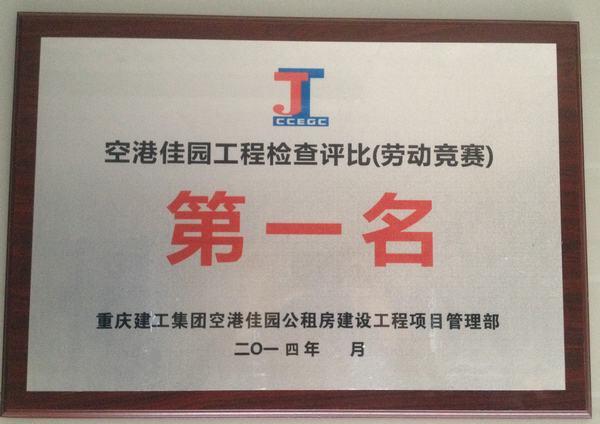 JT
CCEGC
空港佳园工程检查评比(劳动竞赛)
第一名
重庆建工集团空港佳园公租房建设工程项目管理部
二O一四年 月